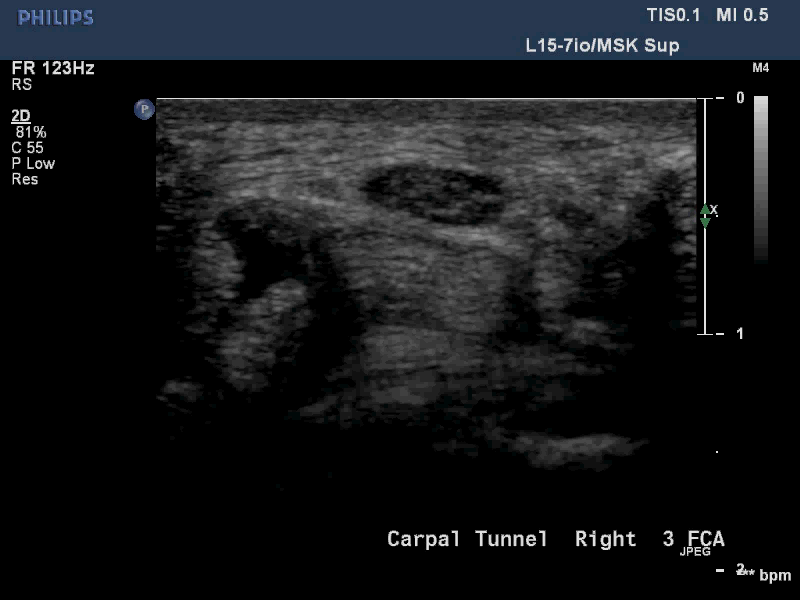 PHILIPS
TIS0.1 MI 0.5
L15-7io/MSK Sup
FR 123Hz
RS
M4
P
0
2D
81%
C 55
P Low
Res
X
1
Carpal Tunnel Right 3 FCA
JPEG
2
*** bpm